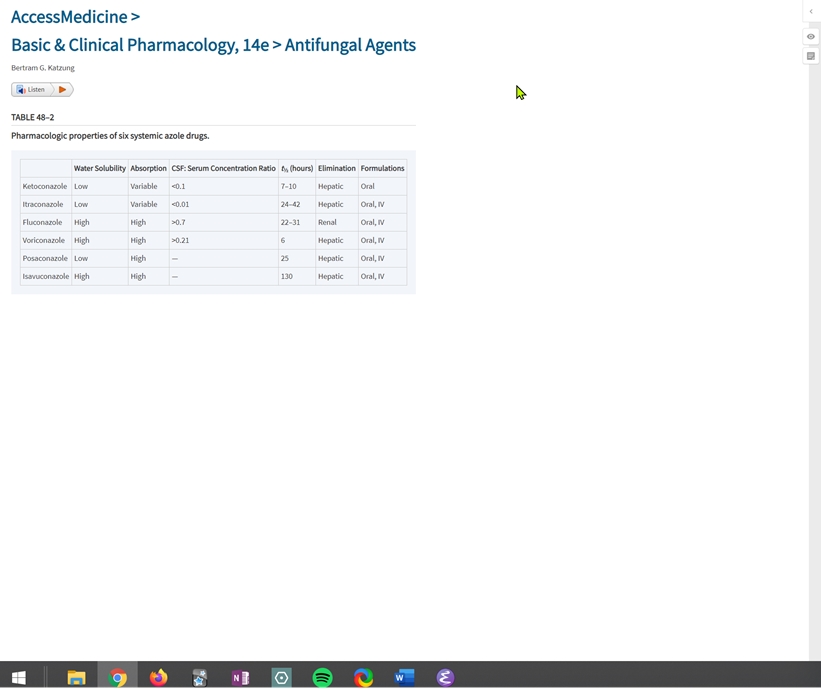 AccessMedicine >
Basic & Clinical Pharmacology, 14e > Antifungal Agents
Bertram G. Katzung
Listen
TABLE 48–2
Pharmacologic properties of six systemic azole drugs.
Water Solubility Absorption CSF: Serum Concentration Ratio t½ (hours) Elimination Formulations
Ketoconazole Low Variable <0.1 7–10 Hepatic Oral
Itraconazole Low Variable <0.01 24–42 Hepatic Oral, IV
Fluconazole High High >0.7 22–31 Renal Oral, IV
Voriconazole High High >0.21 6 Hepatic Oral, IV
Posaconazole Low High — 25 Hepatic Oral, IV
Isavuconazole High High — 130 Hepatic Oral, IV
N W